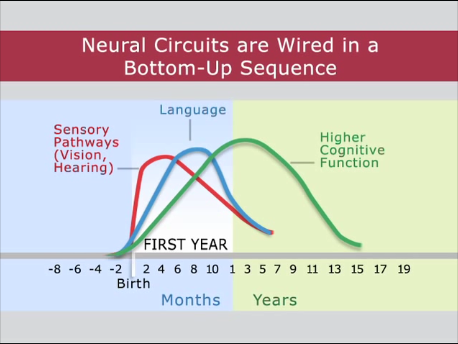 Neural Circuits are Wired in a
Bottom-Up Sequence
Language
Sensory
Pathways
(Vision,
Hearing)
Higher
Cognitive
Function
FIRST YEAR
-8 -6 -4 -2 2 4 6 8 10 1 3 5 7 9 11 13 15 17 19
Birth
Months Years